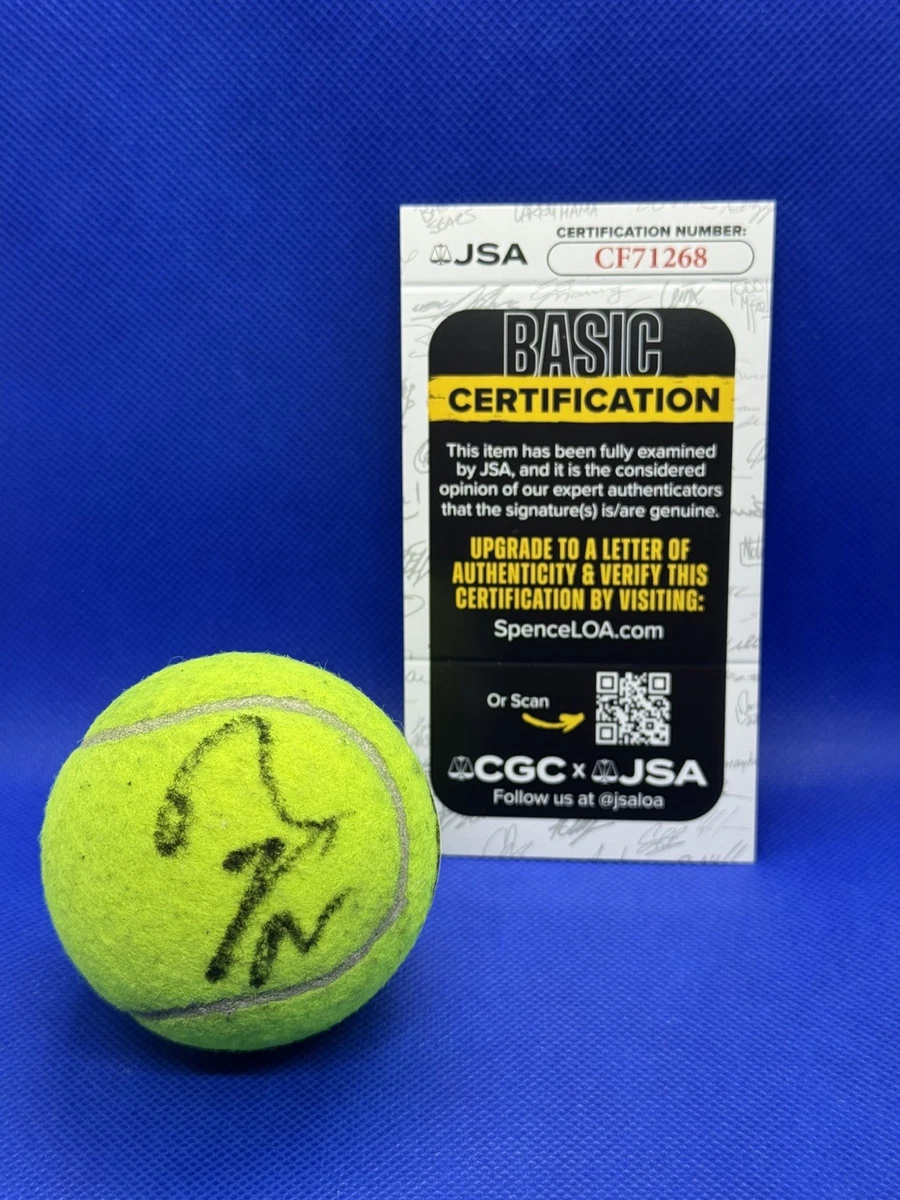 JSA
CERTIFICATION NUMBER:
CF71268
BASIC
CERTIFICATION
This item has been fully examined
by JSA, and it is the considered
opinion of our expert authenticators
that the signature(s) is/are genuine.
UPGRADE TO A LETTER OF
AUTHENTICITY & VERIFY THIS
CERTIFICATION BY VISITING:
SpenceLOA.com
Or Scan
CGC x JSA
Follow us at @jsaloa